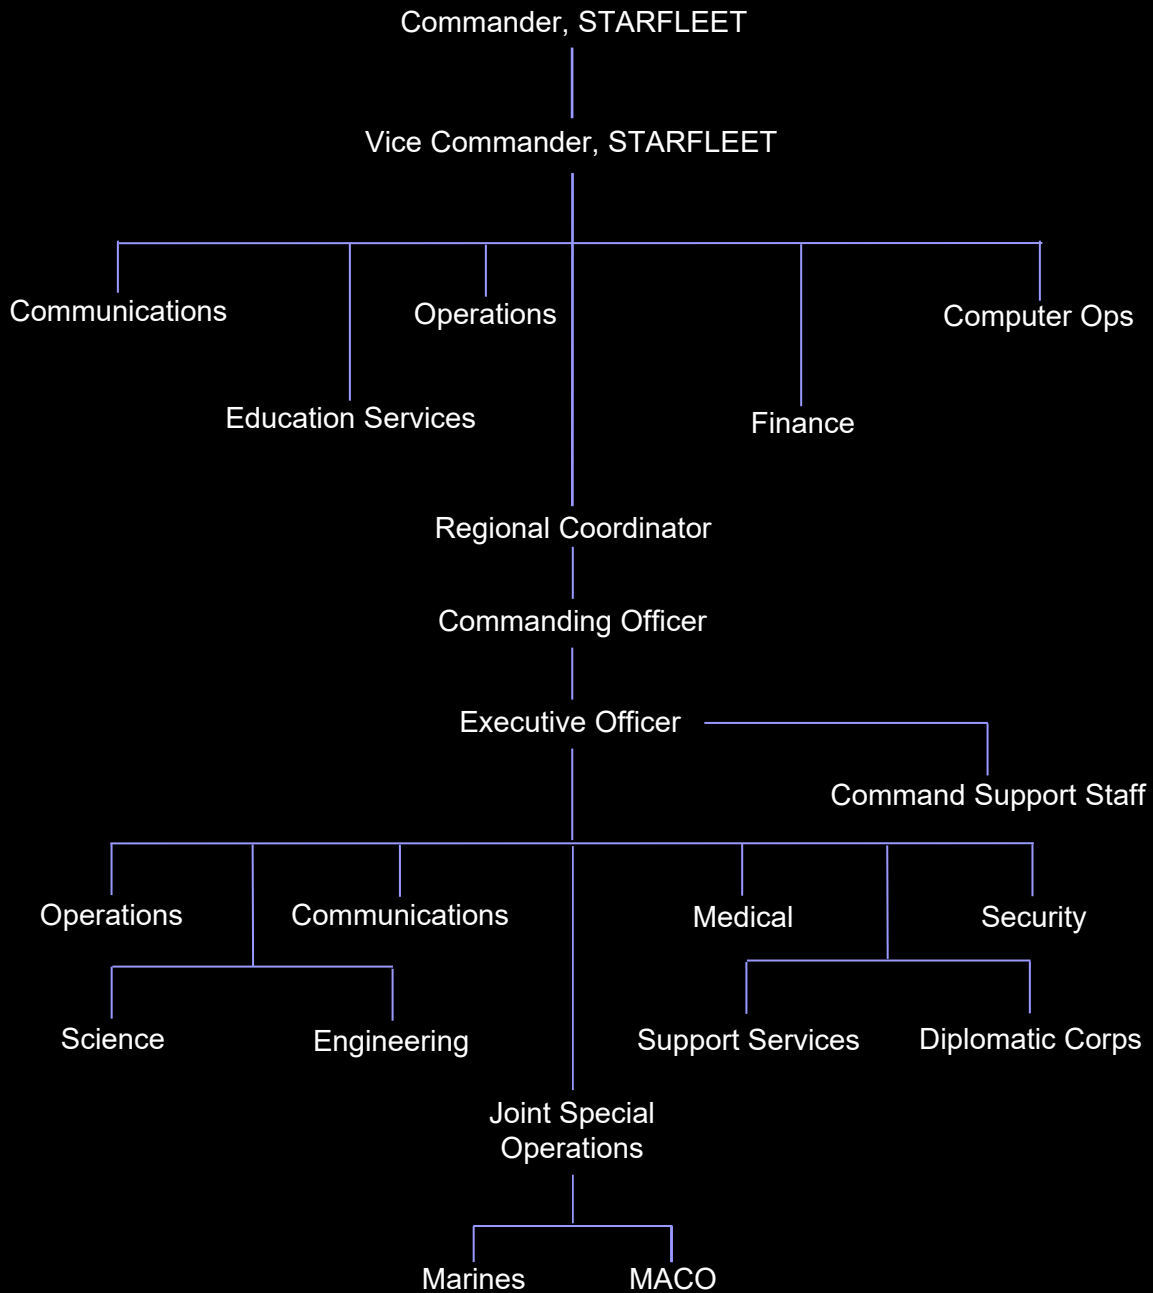 Commander, STARFLEET
Vice Commander, STARFLEET
Communications
Operations
Computer Ops
Education Services
Finance
Regional Coordinator
Commanding Officer
Executive Officer
Command Support Staff
Operations
Communications
Medical
Security
Science
Engineering
Support Services
Diplomatic Corps
Joint Special
Operations
Marines
MACO